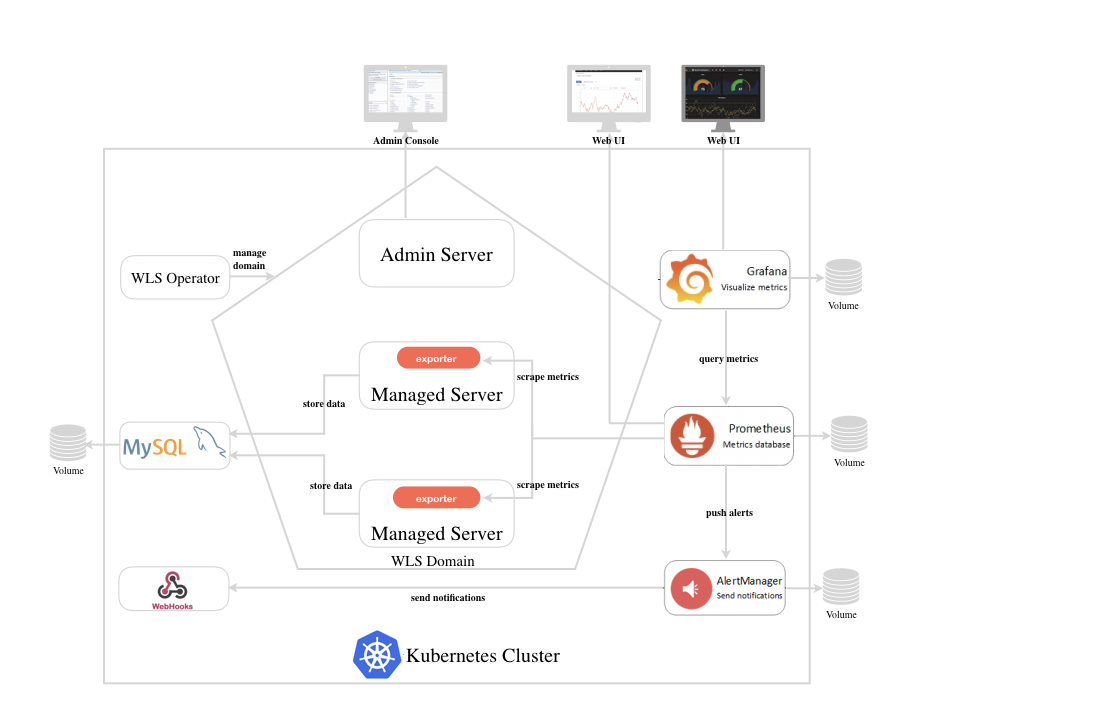 Admin Console
Web UI
Web UI
manage
domain
WLS Operator
Admin Server
Grafana
Visualize metrics
Volume
exporter
Managed Server
scrape metrics
store data
query metrics
MySQL
Volume
Prometheus
Metrics database
Volume
store data
exporter
Managed Server
scrape metrics
WLS Domain
push alerts
WebHooks
send notifications
AlertManager
Send notifications
Volume
Kubernetes Cluster